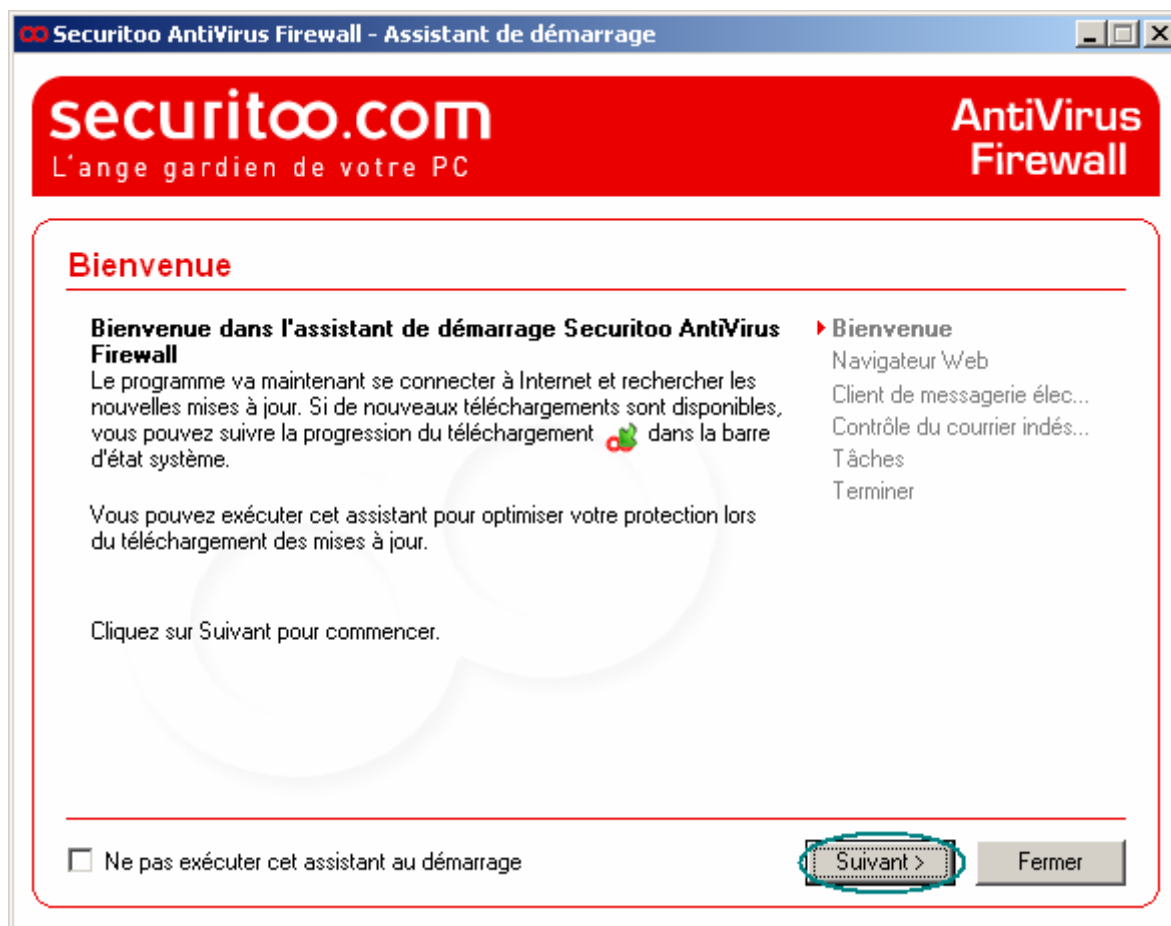 Securitoo AntiVirus Firewall - Assistant de démarrage
securitoo.com
L'ange gardien de votre PC
AntiVirus
Firewall
Bienvenue
Bienvenue dans l'assistant de démarrage Securitoo AntiVirus
Firewall
Le programme va maintenant se connecter à Internet et rechercher les
nouvelles mises à jour. Si de nouveaux téléchargements sont disponibles,
vous pouvez suivre la progression du téléchargement dans la barre
d'état système.
Vous pouvez exécuter cet assistant pour optimiser votre protection lors
du téléchargement des mises à jour.
Cliquez sur Suivant pour commencer.
Bienvenue
Navigateur Web
Client de messagerie élec...
Contrôle du courrier indés...
Tâches
Terminer
Ne pas exécuter cet assistant au démarrage
Suivant >
Fermer